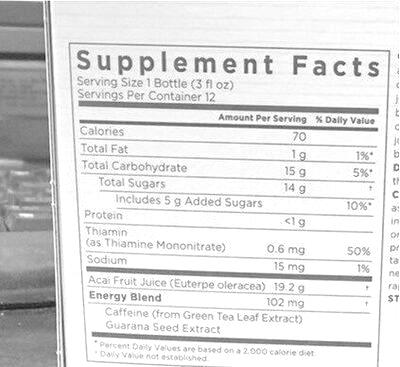 Supplement Facts
Serving Size 1 Bottle (3 fl oz)
Servings Per Container 12
Amount Per Serving % Daily Value
Calories 70
Total Fat 1 g 1%*
Total Carbohydrate 15 g 5%*
Total Sugars 14 g †
Includes 5 g Added Sugars 10%*
Protein <1 g
Thiamin
(as Thiamine Mononitrate) 0.6 mg 50%
Sodium 15 mg 1%
Acai Fruit Juice (Euterpe oleracea) 19.2 g †
Energy Blend 102 mg †
Caffeine (from Green Tea Leaf Extract)
Guarana Seed Extract
* Percent Daily Values are based on a 2,000 calorie diet
† Daily Value not established